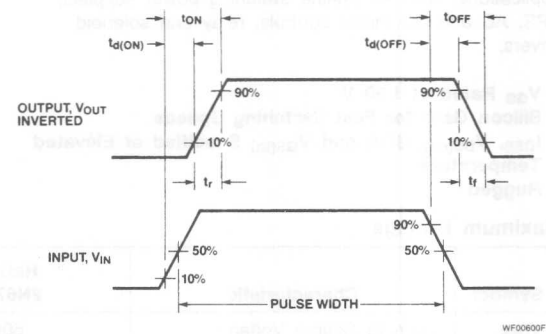 tON
tOFF
td(ON)
td(OFF)
OUTPUT, VOUT
INVERTED
90%
90%
10%
10%
tr
tf
INPUT, VIN
90%
50%
50%
10%
PULSE WIDTH
WF00600F